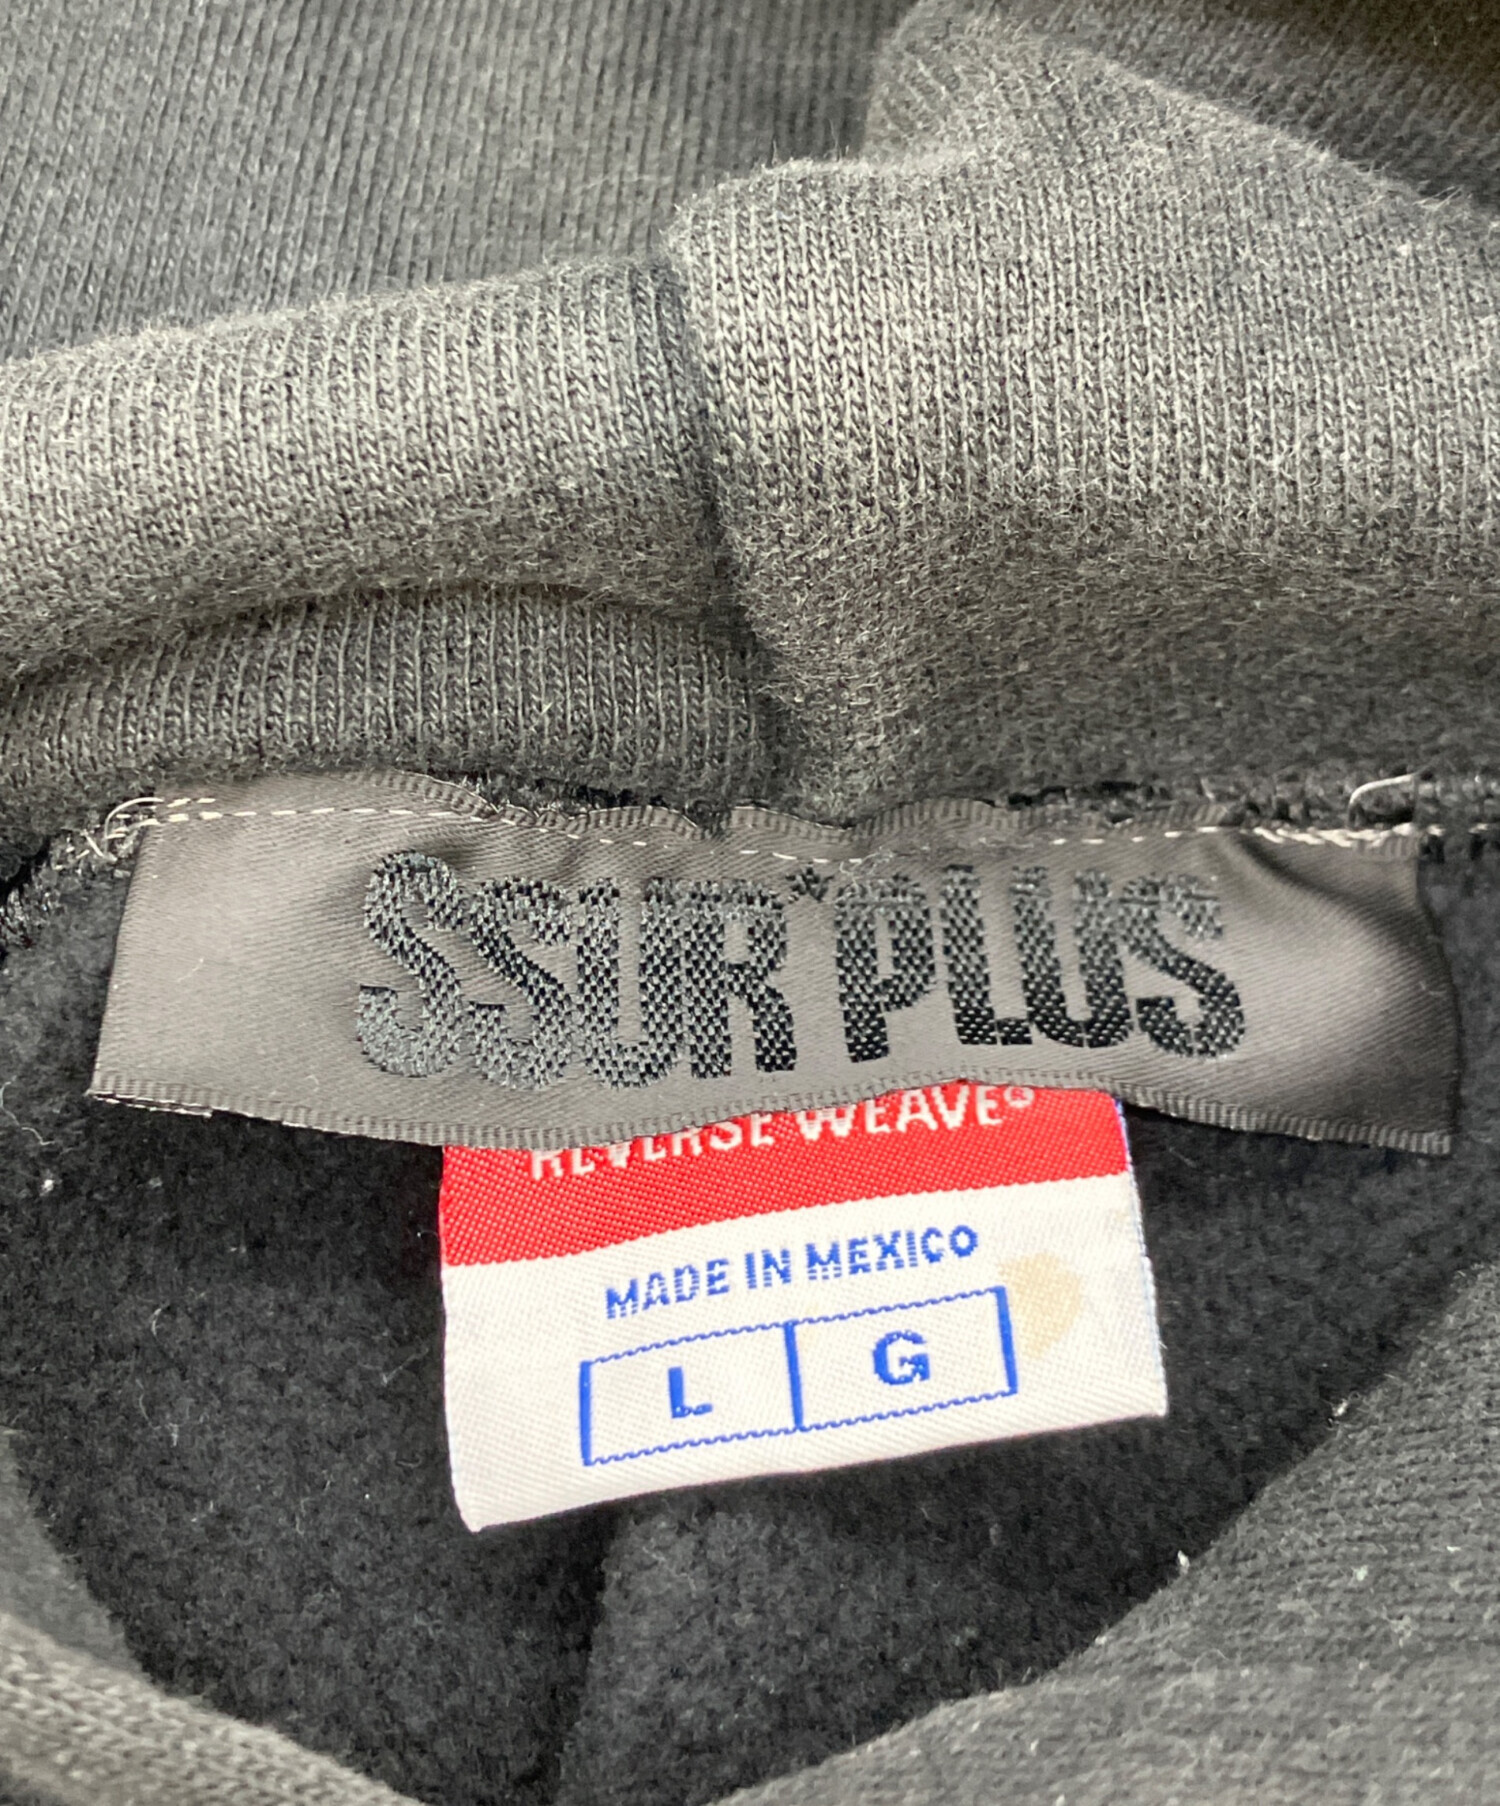 SSUR*PLUS
REVERSE WEAVE®
MADE IN MEXICO
L G